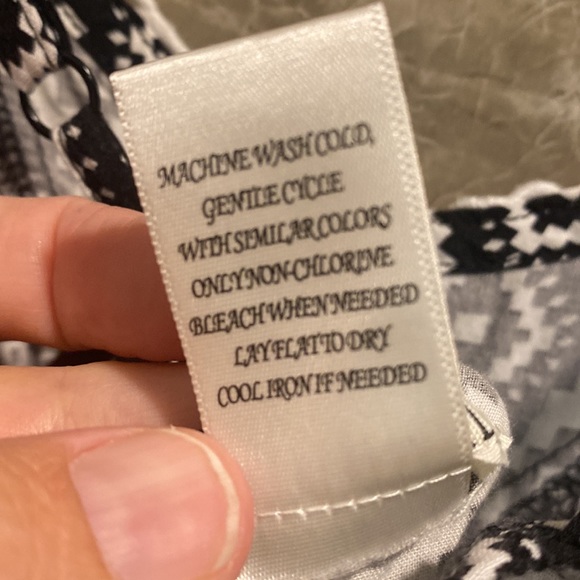 MACHINE WASH COLD,
GENTLE CYCLE
WITH SIMILAR COLORS
ONLY NON-CHLORINE
BLEACH WHEN NEEDED
LAY FLAT TO DRY
COOL IRON IF NEEDED